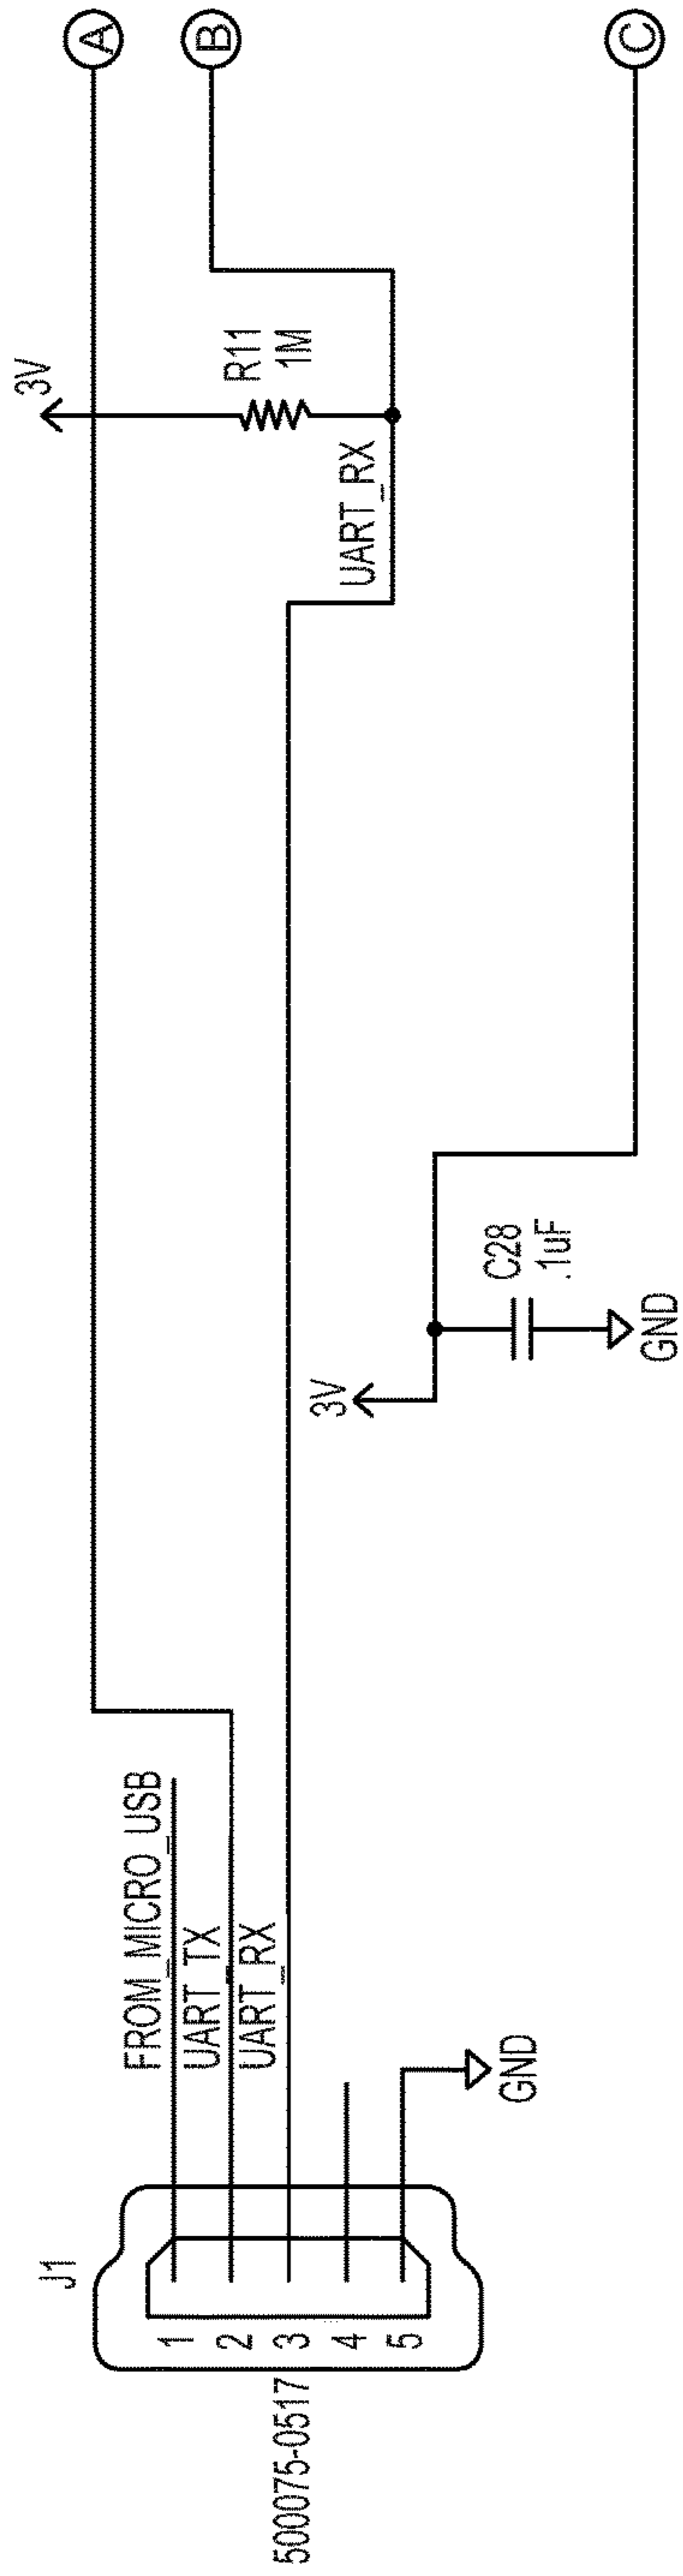 J1
500075-0517
1
2
3
4
5
FROM_MICRO_USB
UART_TX
UART_RX
GND
3V
C28
.1uF
GND
3V
R11
1M
UART_RX
A
B
C